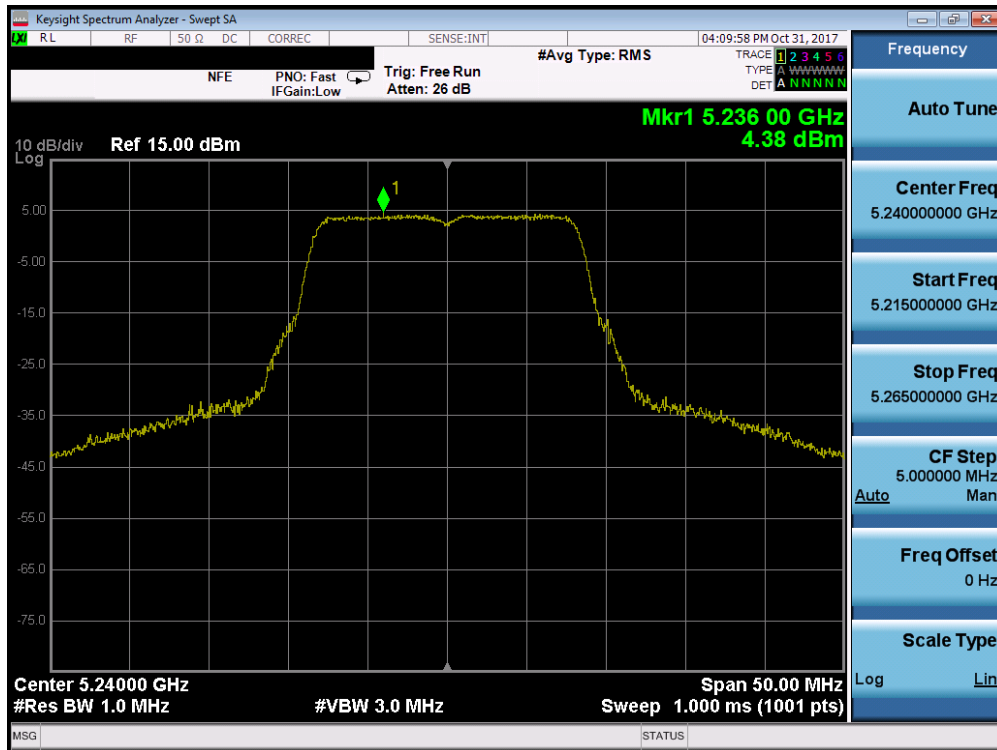 Keysight Spectrum Analyzer - Swept SA
LXI RL RF 50 Ω DC CORREC SENSE:INT 04:09:58 PM Oct 31, 2017
#Avg Type: RMS TRACE 1 2 3 4 5 6
NFE PNO: Fast Trig: Free Run TYPE A WWWWW
IFGain:Low Atten: 26 dB DET A N N N N N
Mkr1 5.236 00 GHz
10 dB/div Ref 15.00 dBm 4.38 dBm
Log
1
5.00
-5.00
-15.0
-25.0
-35.0
-45.0
-55.0
-65.0
-75.0
Center 5.24000 GHz Span 50.00 MHz
#Res BW 1.0 MHz #VBW 3.0 MHz Sweep 1.000 ms (1001 pts)
MSG STATUS
Frequency
Auto Tune
Center Freq
5.240000000 GHz
Start Freq
5.215000000 GHz
Stop Freq
5.265000000 GHz
CF Step
5.000000 MHz
Auto Man
Freq Offset
0 Hz
Scale Type
Log Lin